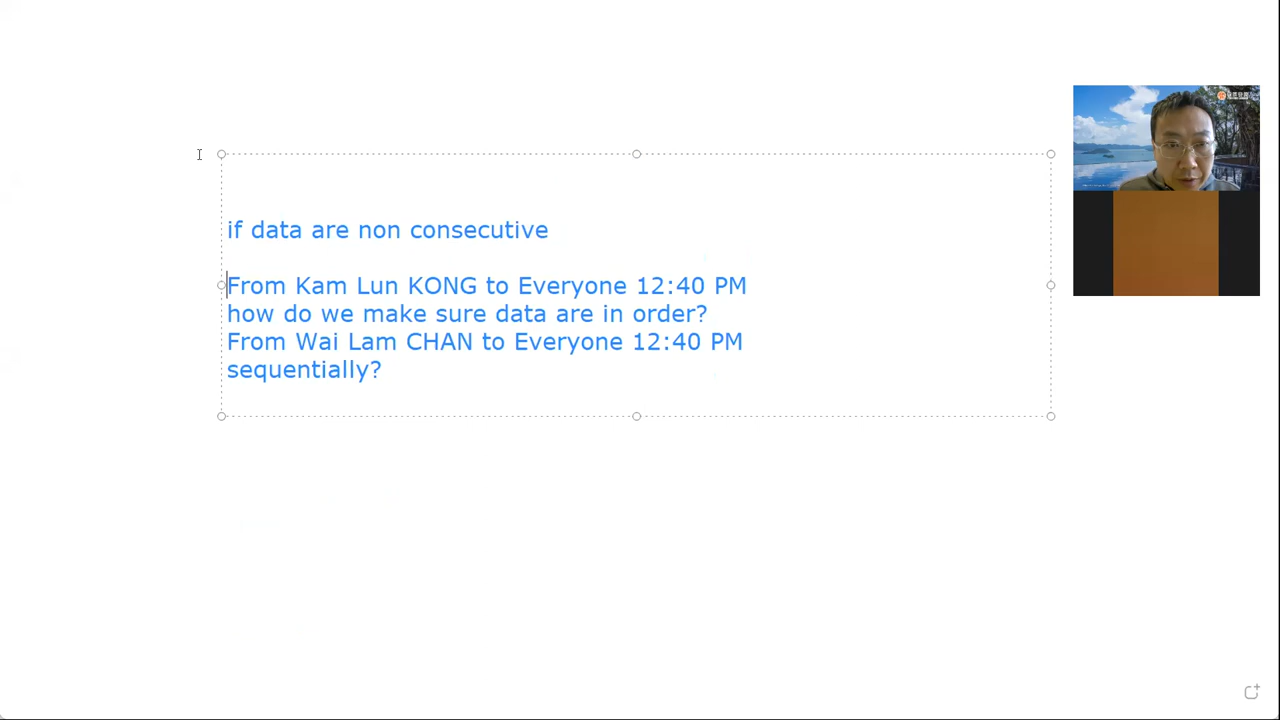 if data are non consecutive
From Kam Lun KONG to Everyone 12:40 PM
how do we make sure data are in order?
From Wai Lam CHAN to Everyone 12:40 PM
sequentially?